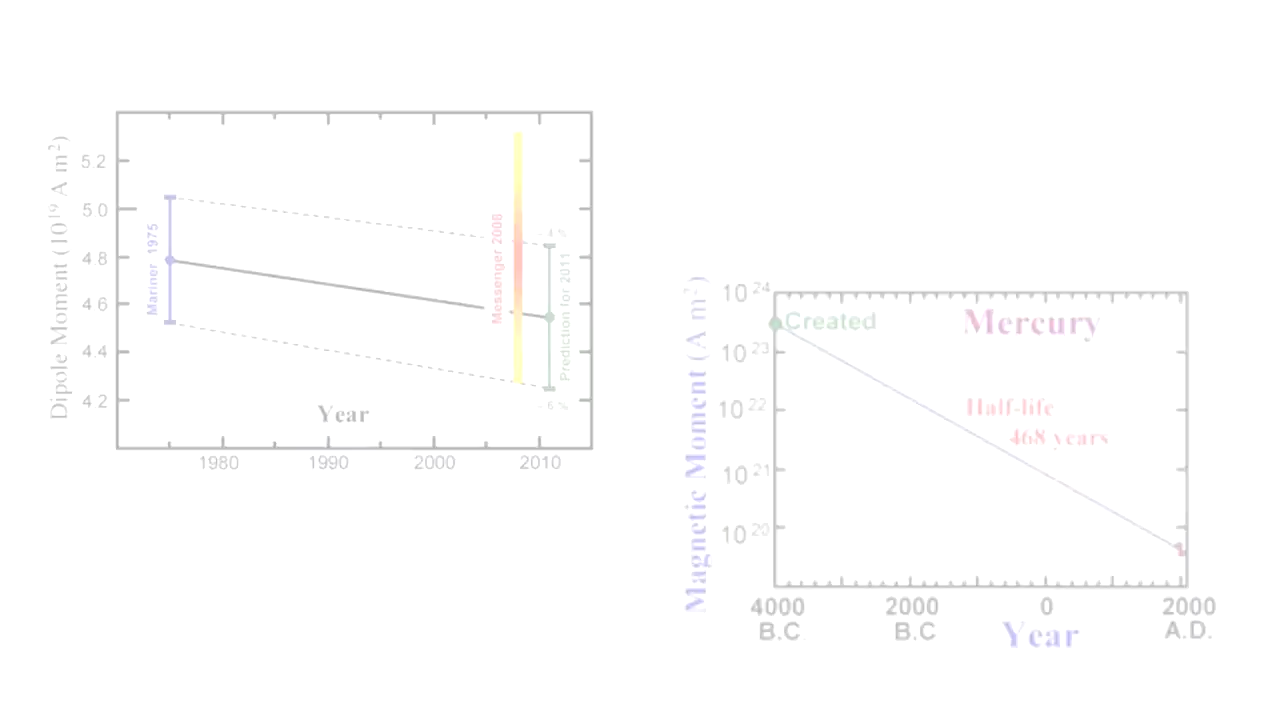 Dipole Moment (10¹⁹ A m²)
5.2
5.0
4.8
4.6
4.4
4.2
Mariner 1975
Messenger 2008
- 4 %
Prediction for 2011
- 6 %
Year
1980 1990 2000 2010
Magnetic Moment (A m²)
10²⁴
10²³
10²²
10²¹
10²⁰
Created
Mercury
Half-life
468 years
4000 2000 0 2000
B.C. B.C A.D.
Year